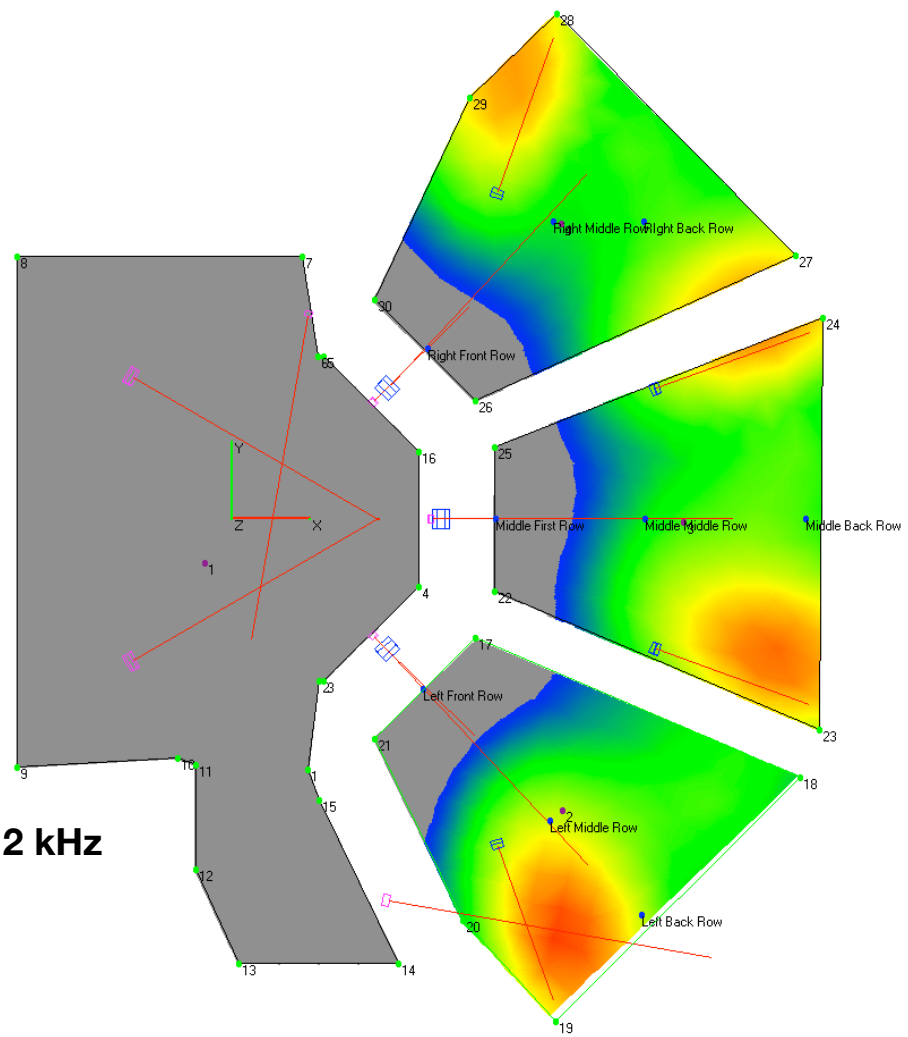 28
29
Right Middle Row
Right Back Row
8
7
27
30
24
65
Right Front Row
26
16
25
Y
Z
X
Middle First Row
Middle Middle Row
3
Middle Back Row
1
4
22
17
23
Left Front Row
21
23
9
10
11
1
18
15
2
Left Middle Row
2 kHz
12
20
Left Back Row
13
14
19